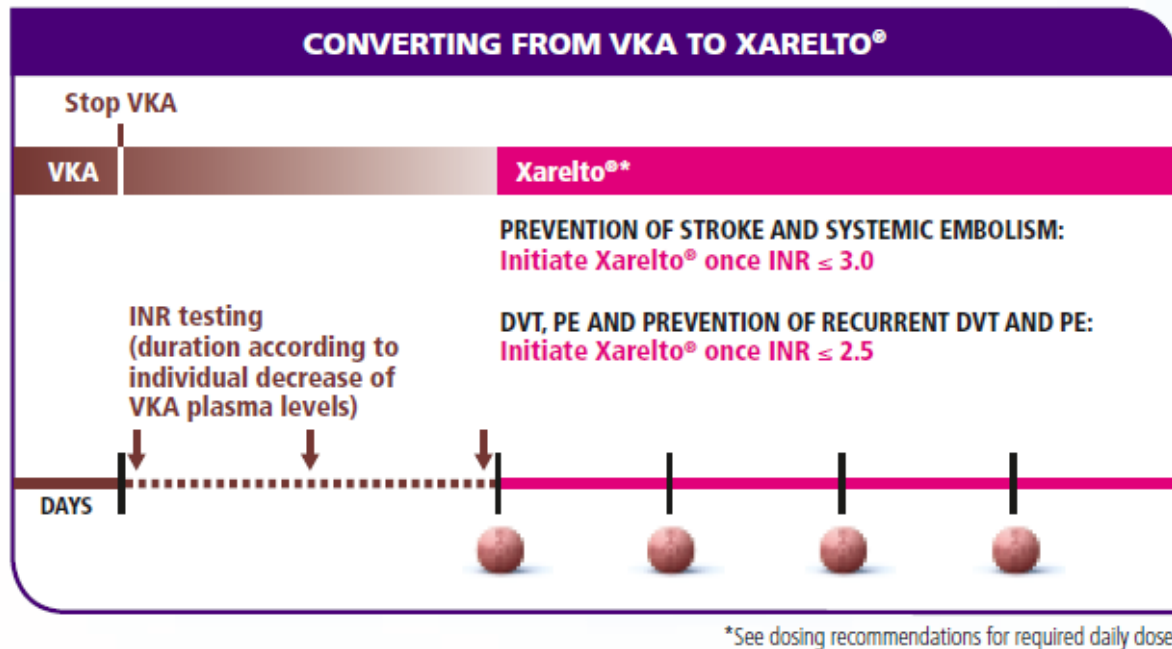 CONVERTING FROM VKA TO XARELTO®
Stop VKA
VKA
Xarelto®*
PREVENTION OF STROKE AND SYSTEMIC EMBOLISM:
Initiate Xarelto® once INR ≤ 3.0
INR testing
(duration according to
individual decrease of
VKA plasma levels)
DVT, PE AND PREVENTION OF RECURRENT DVT AND PE:
Initiate Xarelto® once INR ≤ 2.5
DAYS
*See dosing recommendations for required daily dose